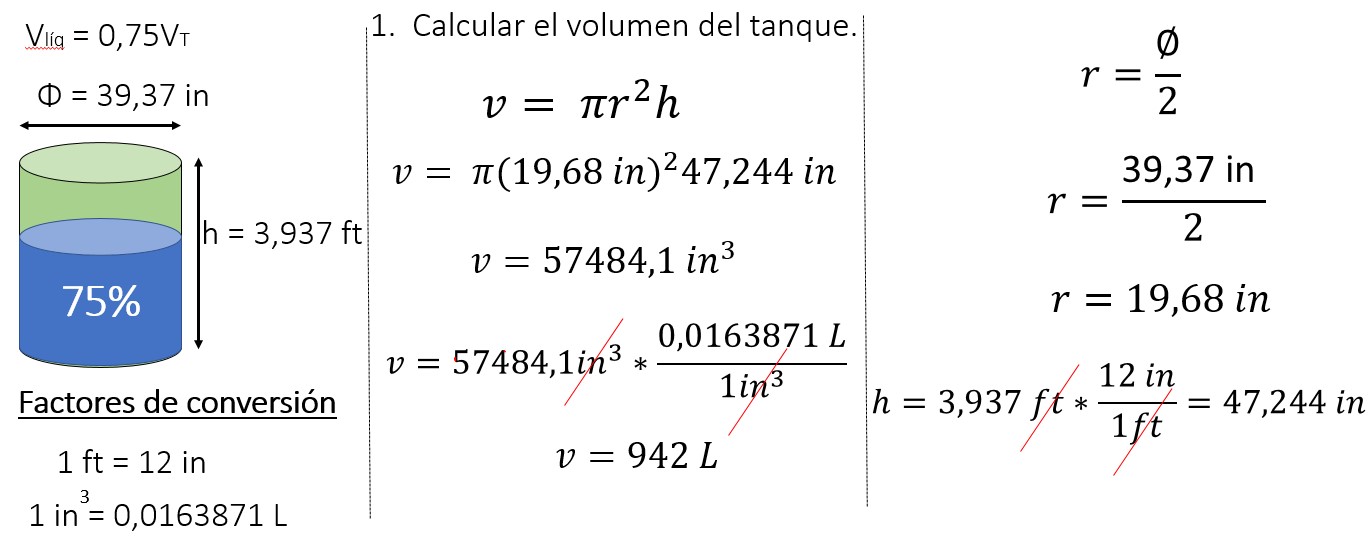 V líq = 0,75V T
Φ = 39,37 in
h = 3,937 ft
75%
Factores de conversión
1 ft = 12 in
1 in³ = 0,0163871 L
1. Calcular el volumen del tanque.
v = πr²h
v = π(19,68 in)²47,244 in
v = 57484,1 in³
v = 57484,1in³ * 0,0163871 L / 1in³
v = 942 L
r = ∅ / 2
r = 39,37 in / 2
r = 19,68 in
h = 3,937 ft * 12 in / 1ft = 47,244 in